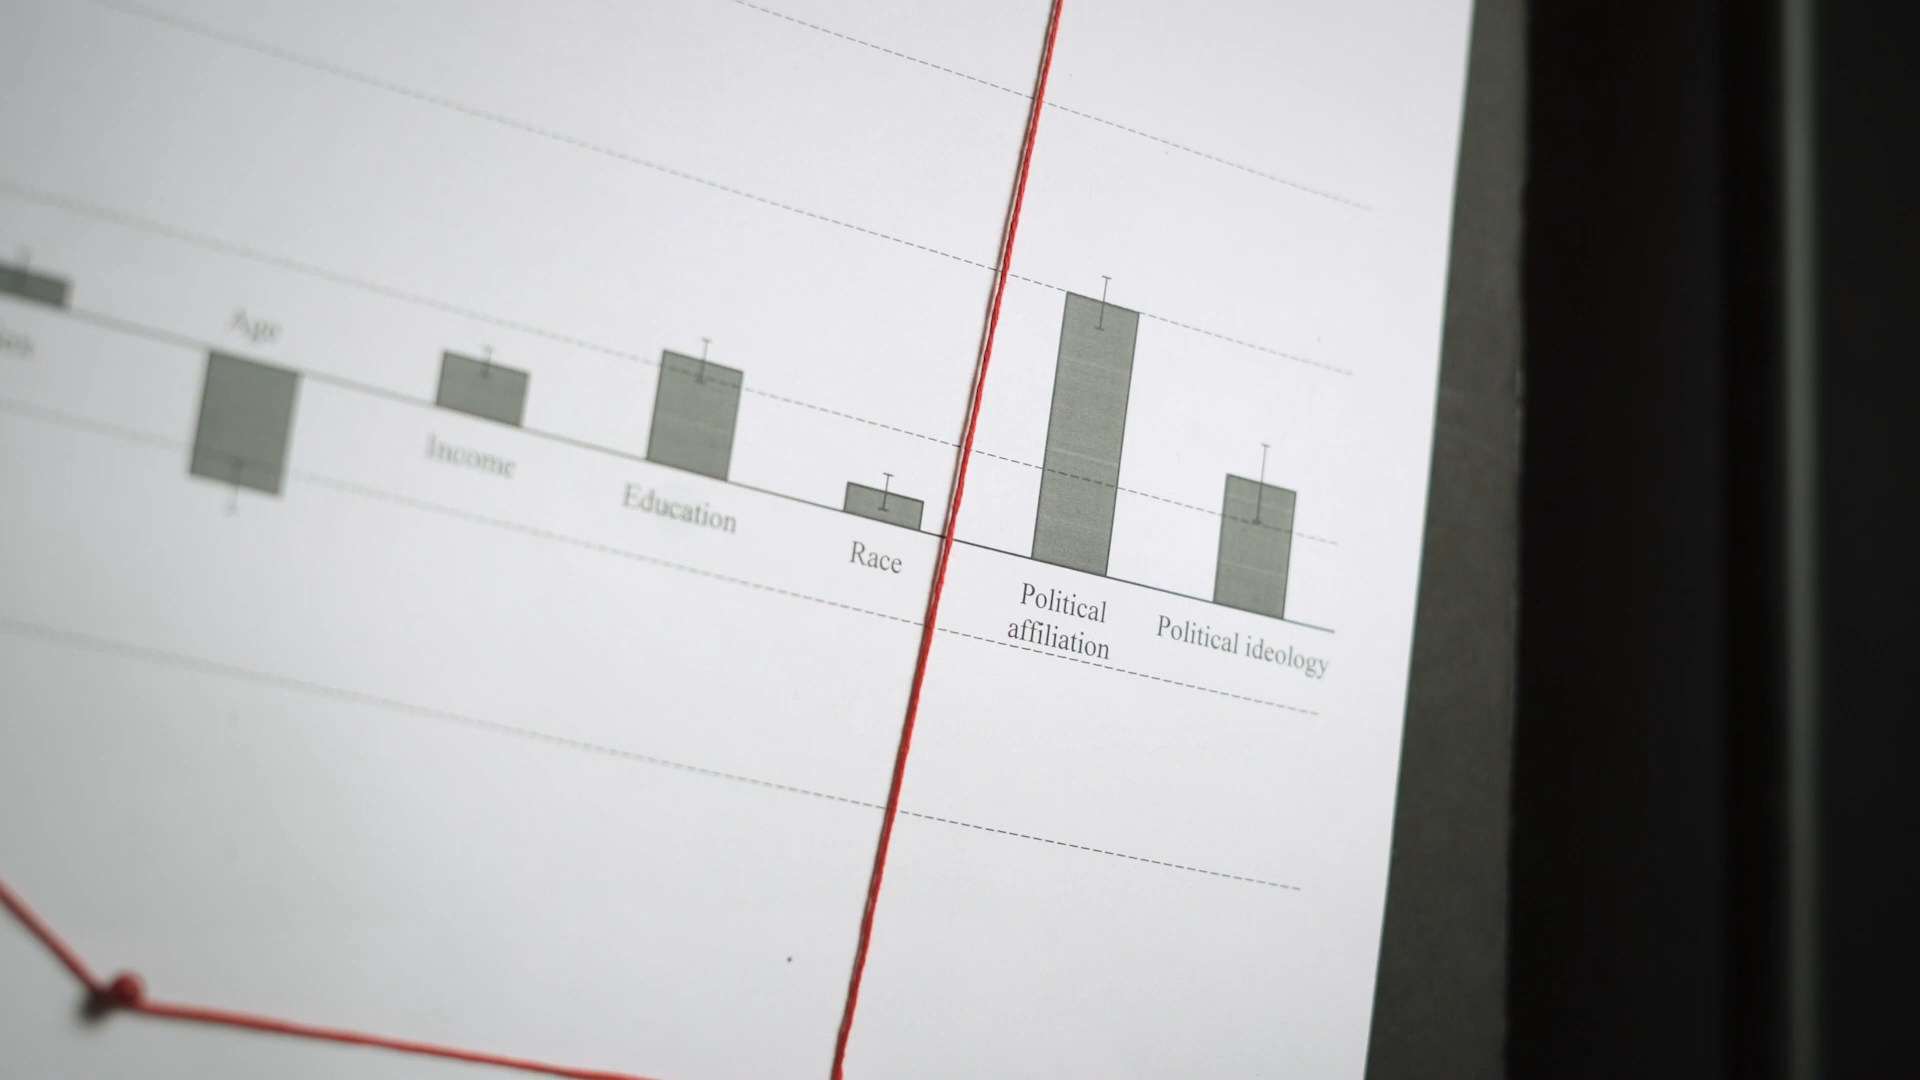 Age
Income
Education
Race
Political
affiliation
Political ideology